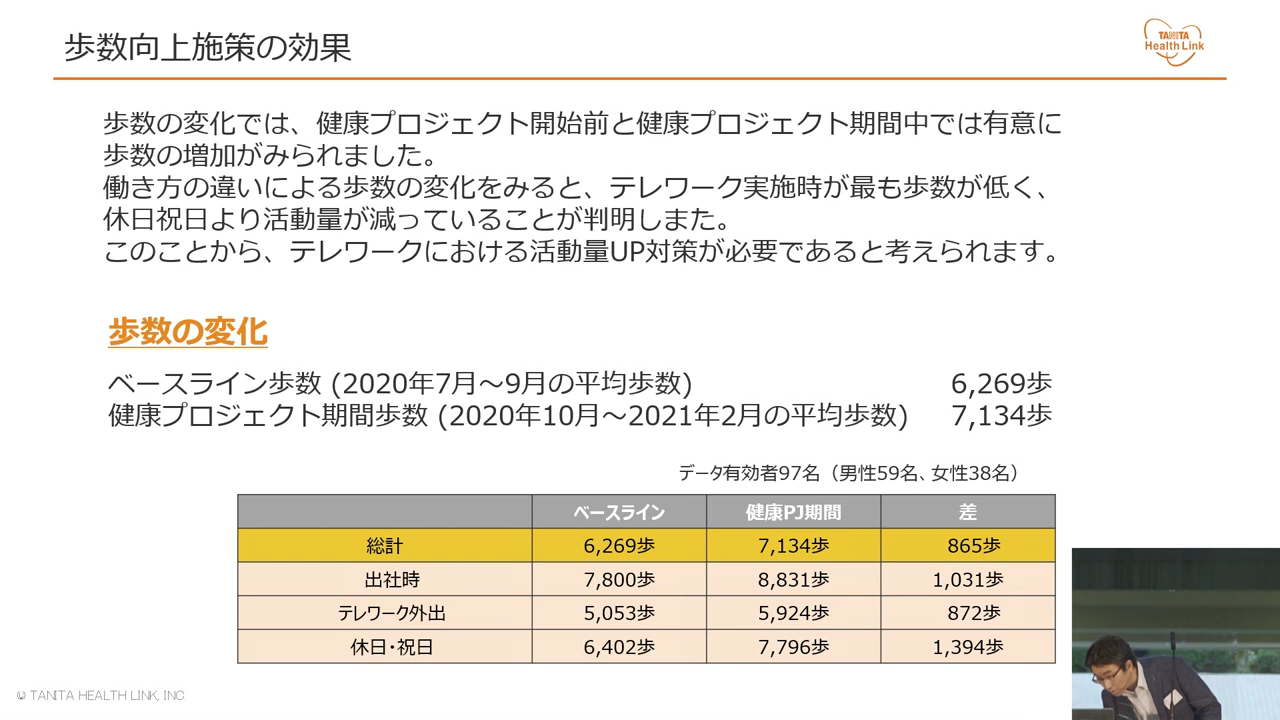 歩数向上施策の効果
TANITA
Health Link
歩数の変化では、健康プロジェクト開始前と健康プロジェクト期間中では有意に
歩数の増加がみられました。
働き方の違いによる歩数の変化をみると、テレワーク実施時が最も歩数が低く、
休日祝日より活動量が減っていることが判明しまた。
このことから、テレワークにおける活動量UP対策が必要であると考えられます。
歩数の変化
ベースライン歩数 (2020年7月～9月の平均歩数) 6,269歩
健康プロジェクト期間歩数 (2020年10月～2021年2月の平均歩数) 7,134歩
データ有効者97名（男性59名、女性38名）
ベースライン 健康PJ期間 差
総計 6,269歩 7,134歩 865歩
出社時 7,800歩 8,831歩 1,031歩
テレワーク外出 5,053歩 5,924歩 872歩
休日・祝日 6,402歩 7,796歩 1,394歩
© TANITA HEALTH LINK, INC